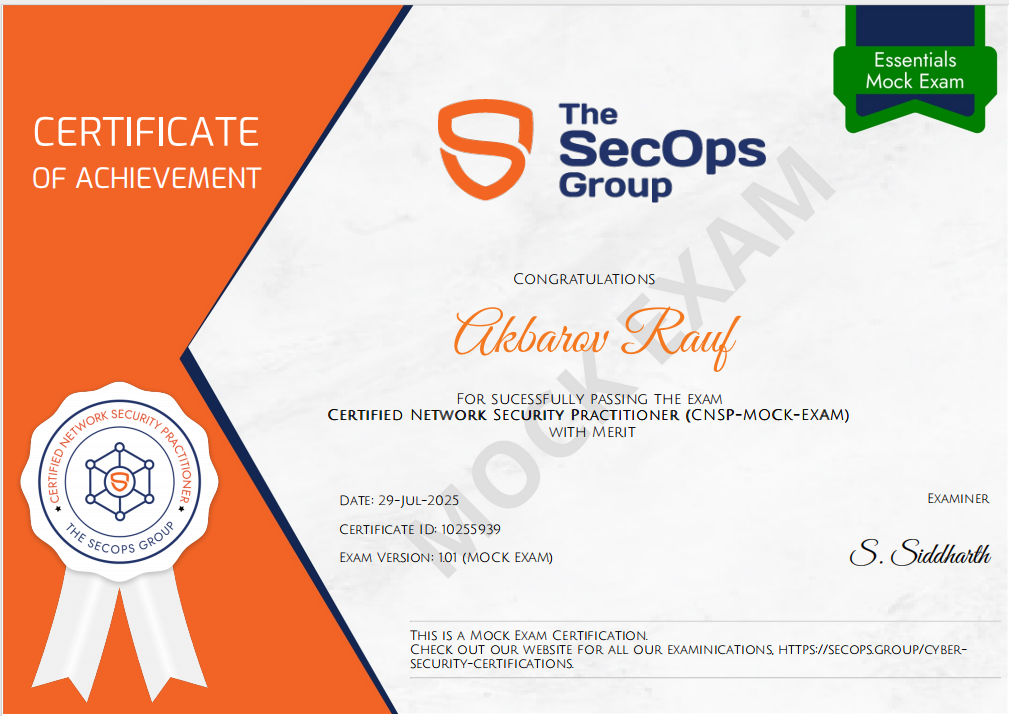 Essentials
Mock Exam
CERTIFICATE
OF ACHIEVEMENT
The
SecOps
Group
MOCK EXAM
Congratulations
Akbarov Rauf
For sucessfully passing the exam
Certified Network Security Practitioner (CNSP-MOCK-EXAM)
with Merit
CERTIFIED NETWORK SECURITY PRACTITIONER
THE SECOPS GROUP
Date: 29-Jul-2025
Certificate ID: 10255939
Exam Version: 1.01 (MOCK EXAM)
Examiner
S. Siddharth
This is a Mock Exam Certification.
Check out our website for all our examinications, https://secops.group/cyber-
security-certifications.